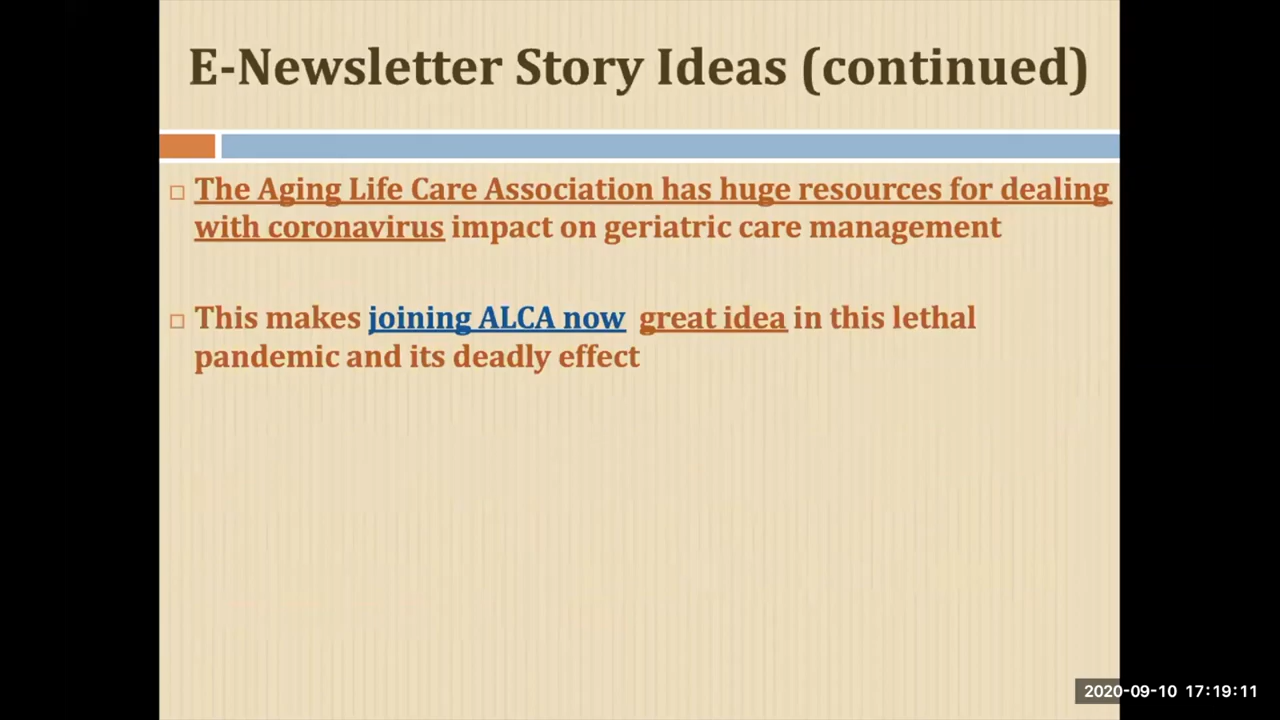 E-Newsletter Story Ideas (continued)
The Aging Life Care Association has huge resources for dealing
with coronavirus impact on geriatric care management
This makes joining ALCA now great idea in this lethal
pandemic and its deadly effect
2020-09-10 17:19:11